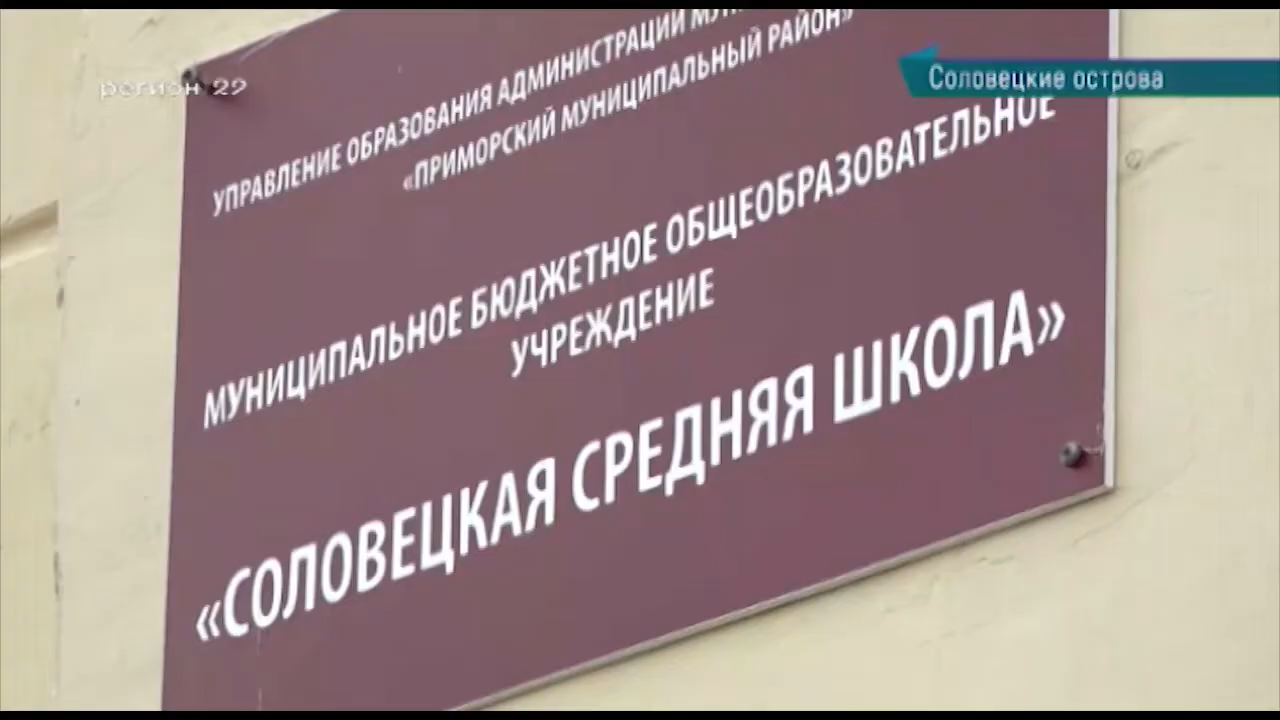 УПРАВЛЕНИЕ ОБРАЗОВАНИЯ АДМИНИСТРАЦИИ
«ПРИМОРСКИЙ МУНИЦИПАЛЬНЫЙ РАЙОН»
регион 29
Соловецкие острова
МУНИЦИПАЛЬНОЕ БЮДЖЕТНОЕ ОБЩЕОБРАЗОВАТЕЛЬНОЕ
УЧРЕЖДЕНИЕ
«СОЛОВЕЦКАЯ СРЕДНЯЯ ШКОЛА»